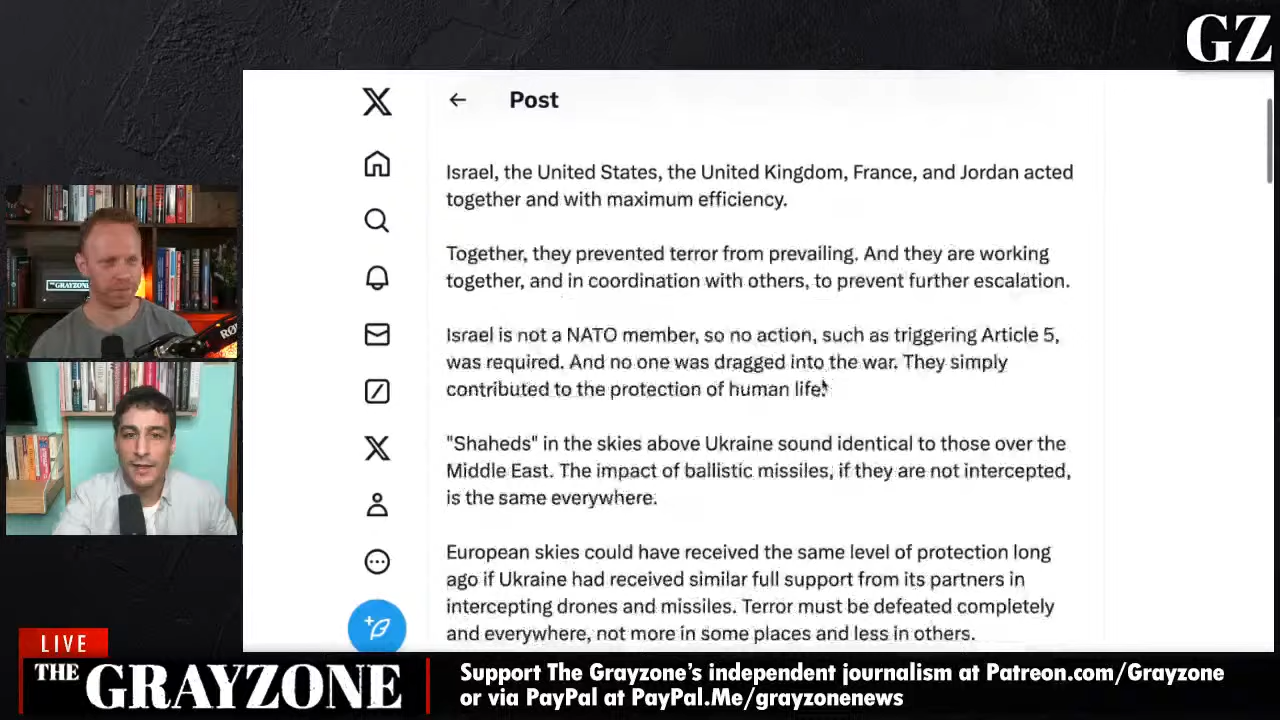 GZ
Post
Israel, the United States, the United Kingdom, France, and Jordan acted
together and with maximum efficiency.
Together, they prevented terror from prevailing. And they are working
together, and in coordination with others, to prevent further escalation.
Israel is not a NATO member, so no action, such as triggering Article 5,
was required. And no one was dragged into the war. They simply
contributed to the protection of human life.
"Shaheds" in the skies above Ukraine sound identical to those over the
Middle East. The impact of ballistic missiles, if they are not intercepted,
is the same everywhere.
European skies could have received the same level of protection long
ago if Ukraine had received similar full support from its partners in
intercepting drones and missiles. Terror must be defeated completely
and everywhere, not more in some places and less in others.
THE GRAYZONE
LIVE
THE GRAYZONE
Support The Grayzone's independent journalism at Patreon.com/Grayzone
or via PayPal at PayPal.Me/grayzonenews